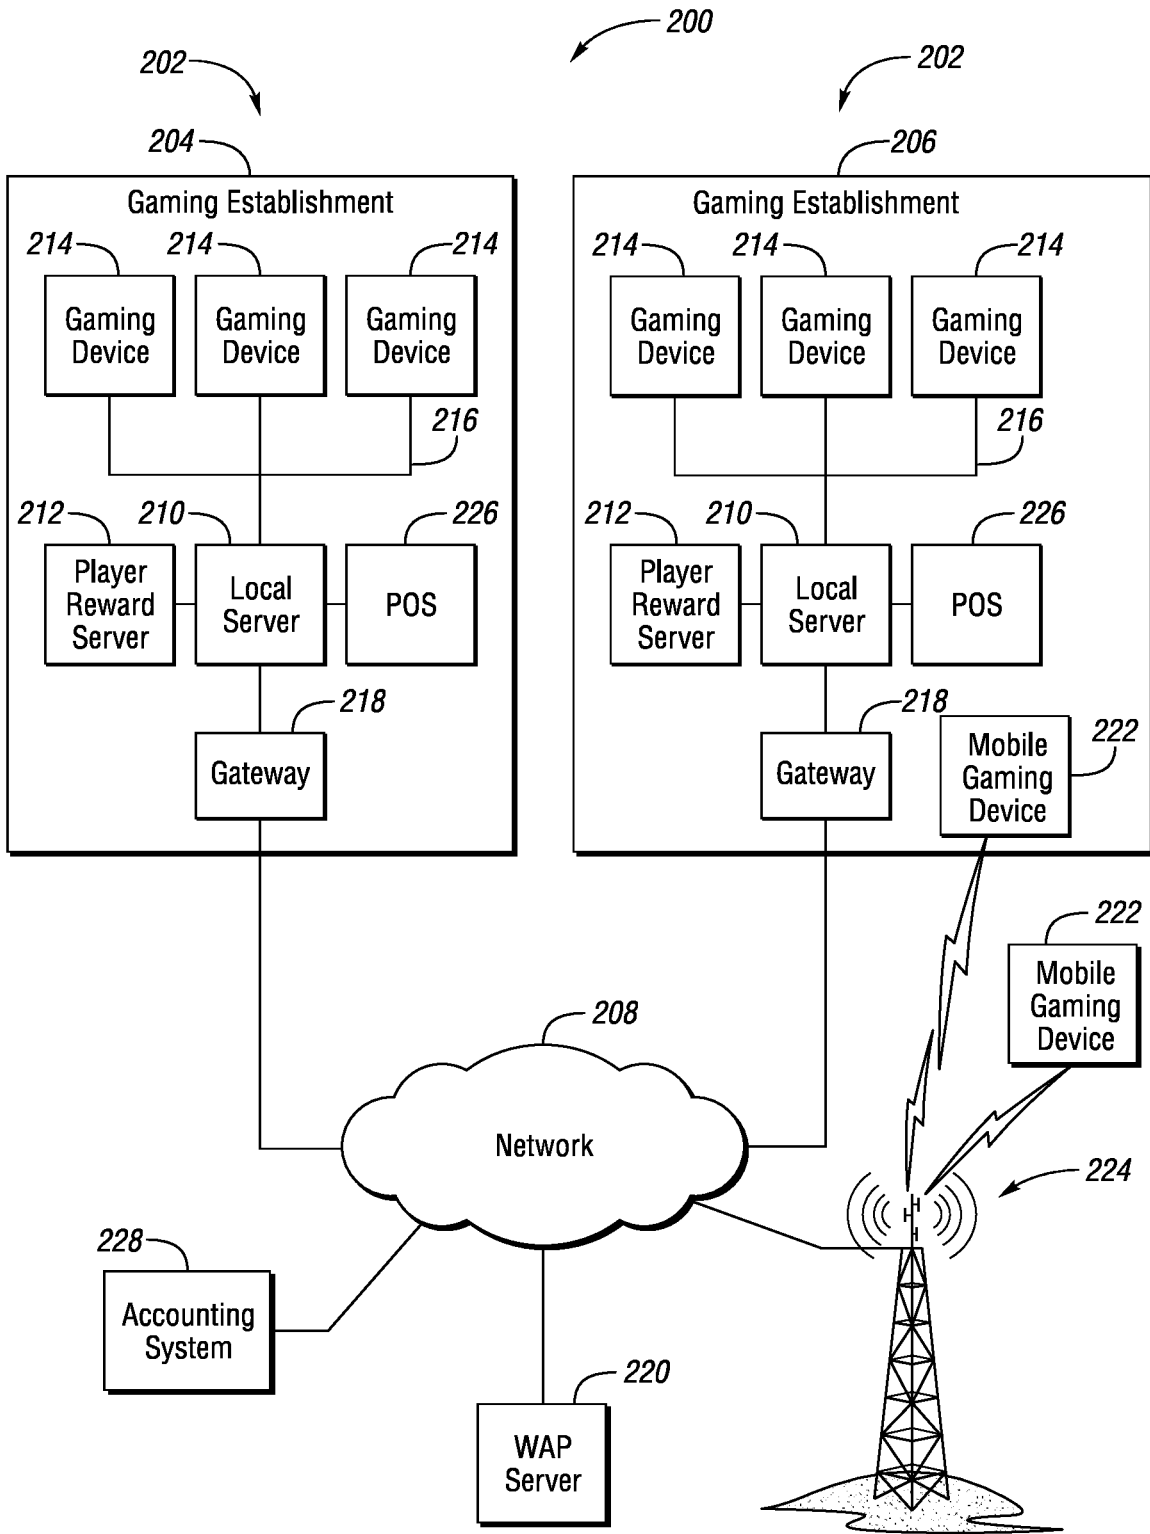 200
202
202
204
206
Gaming Establishment
Gaming Establishment
214
214
214
214
214
214
Gaming
Device
Gaming
Device
Gaming
Device
Gaming
Device
Gaming
Device
Gaming
Device
216
216
212
210
226
212
210
226
Player
Reward
Server
Local
Server
POS
Player
Reward
Server
Local
Server
POS
218
218
Gateway
Gateway
Mobile
Gaming
Device
222
222
Mobile
Gaming
Device
208
Network
224
228
Accounting
System
220
WAP
Server